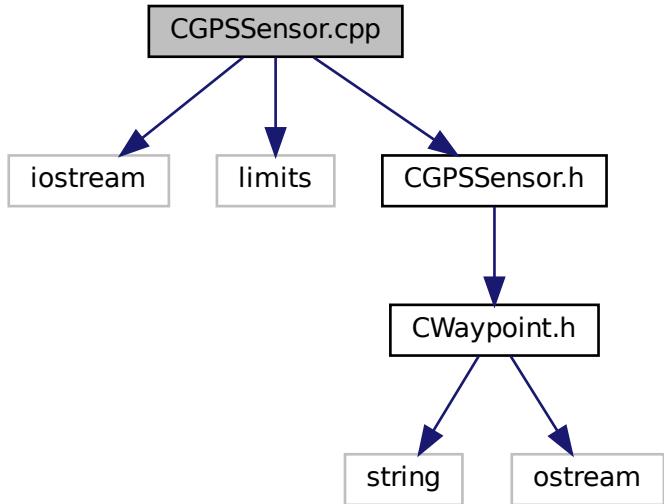 CGPSSensor.cpp
iostream
limits
CGPSSensor.h
CWaypoint.h
string
ostream